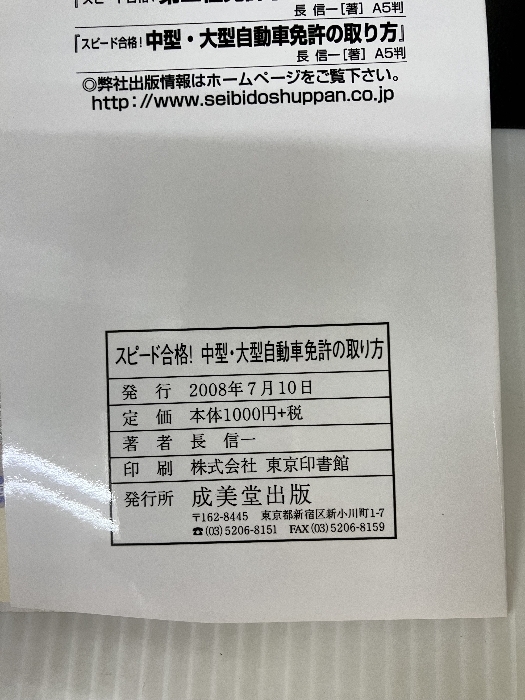 長 信一[著] A5判
『スピード合格! 中型・大型自動車免許の取り方』
長 信一[著] A5判
◎弊社出版情報はホームページをご覧下さい。
http://www.seibidoshuppan.co.jp
スピード合格! 中型・大型自動車免許の取り方
発 行 2008年7月10日
定 価 本体1000円+税
著 者 長 信一
印 刷 株式会社 東京印書館
発行所 成美堂出版
〒162-8445 東京都新宿区新小川町1-7
☎(03)5206-8151 FAX(03)5206-8159